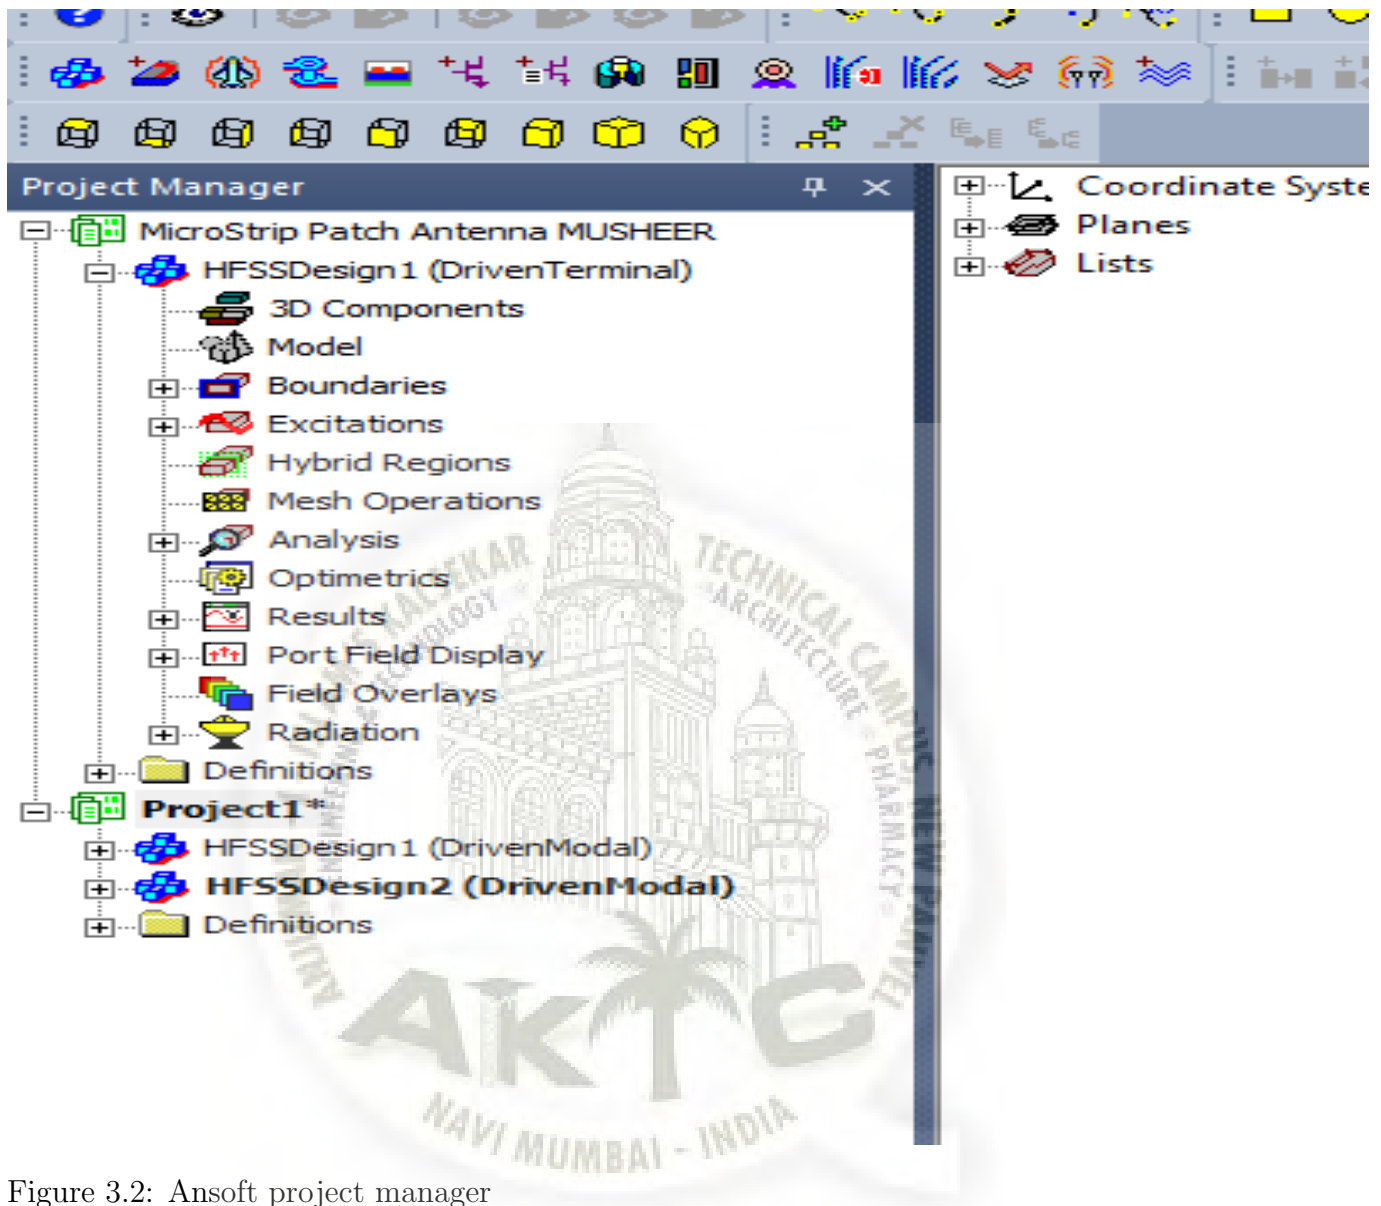 Project Manager
Coordinate Syste
Planes
Lists
MicroStrip Patch Antenna MUSHEER
HFSSDesign1 (DrivenTerminal)
3D Components
Model
Boundaries
Excitations
Hybrid Regions
Mesh Operations
Analysis
Optimetrics
Results
Port Field Display
Field Overlays
Radiation
Definitions
Project1*
HFSSDesign1 (DrivenModal)
HFSSDesign2 (DrivenModal)
Definitions
KALSEKAR TECHNICAL CAMPUS, NEW PANVEL
ARCHITECTURE - PHARMACY -
AKTC
NAVI MUMBAI - INDIA
Figure 3.2: Ansoft project manager